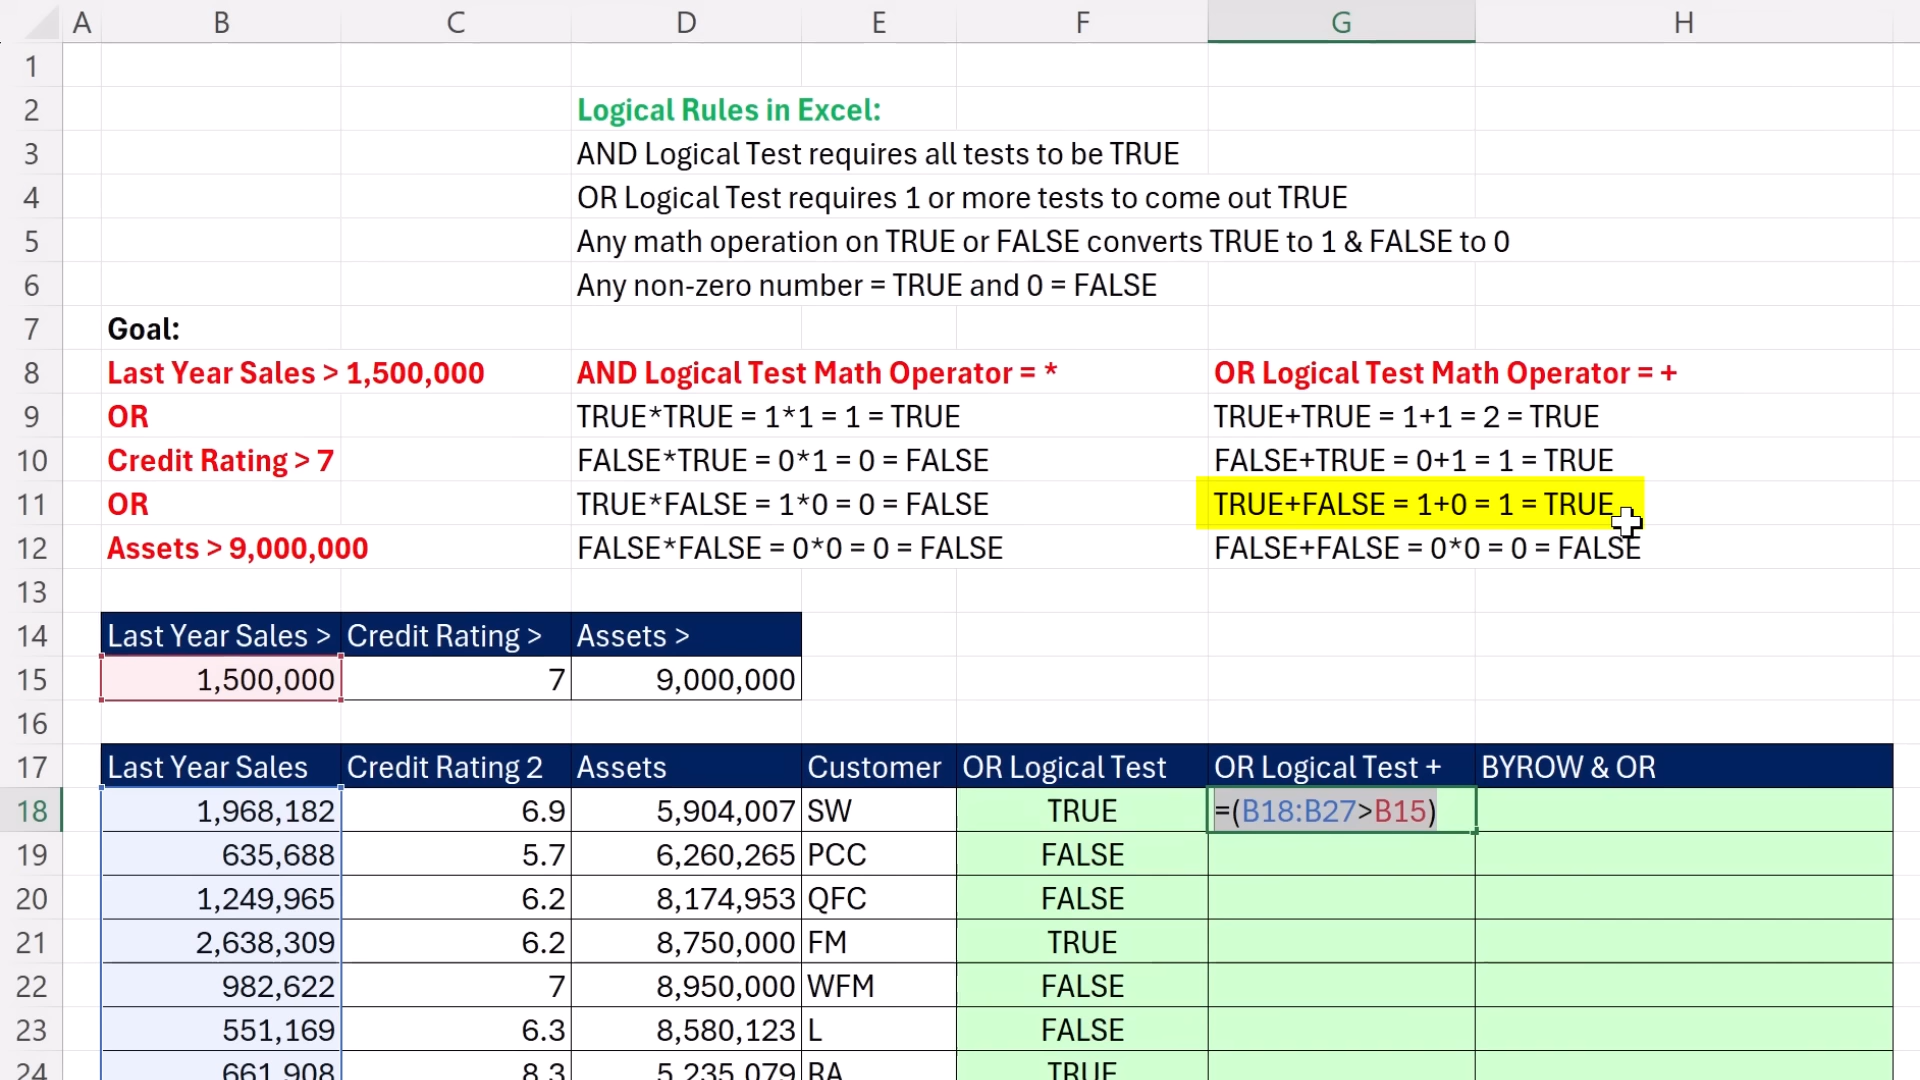 A B C D E F G H
1
2 Logical Rules in Excel:
3 AND Logical Test requires all tests to be TRUE
4 OR Logical Test requires 1 or more tests to come out TRUE
5 Any math operation on TRUE or FALSE converts TRUE to 1 & FALSE to 0
6 Any non-zero number = TRUE and 0 = FALSE
7 Goal:
8 Last Year Sales > 1,500,000 AND Logical Test Math Operator = * OR Logical Test Math Operator = +
9 OR TRUE*TRUE = 1*1 = 1 = TRUE TRUE+TRUE = 1+1 = 2 = TRUE
10 Credit Rating > 7 FALSE*TRUE = 0*1 = 0 = FALSE FALSE+TRUE = 0+1 = 1 = TRUE
11 OR TRUE*FALSE = 1*0 = 0 = FALSE TRUE+FALSE = 1+0 = 1 = TRUE
12 Assets > 9,000,000 FALSE*FALSE = 0*0 = 0 = FALSE FALSE+FALSE = 0*0 = 0 = FALSE
13
14 Last Year Sales > Credit Rating > Assets >
15 1,500,000 7 9,000,000
16
17 Last Year Sales Credit Rating 2 Assets Customer OR Logical Test OR Logical Test + BYROW & OR
18 1,968,182 6.9 5,904,007 SW TRUE =(B18:B27>B15)
19 635,688 5.7 6,260,265 PCC FALSE
20 1,249,965 6.2 8,174,953 QFC FALSE
21 2,638,309 6.2 8,750,000 FM TRUE
22 982,622 7 8,950,000 WFM FALSE
23 551,169 6.3 8,580,123 L FALSE
24 661,908 8.3 5,235,079 RA TRUE